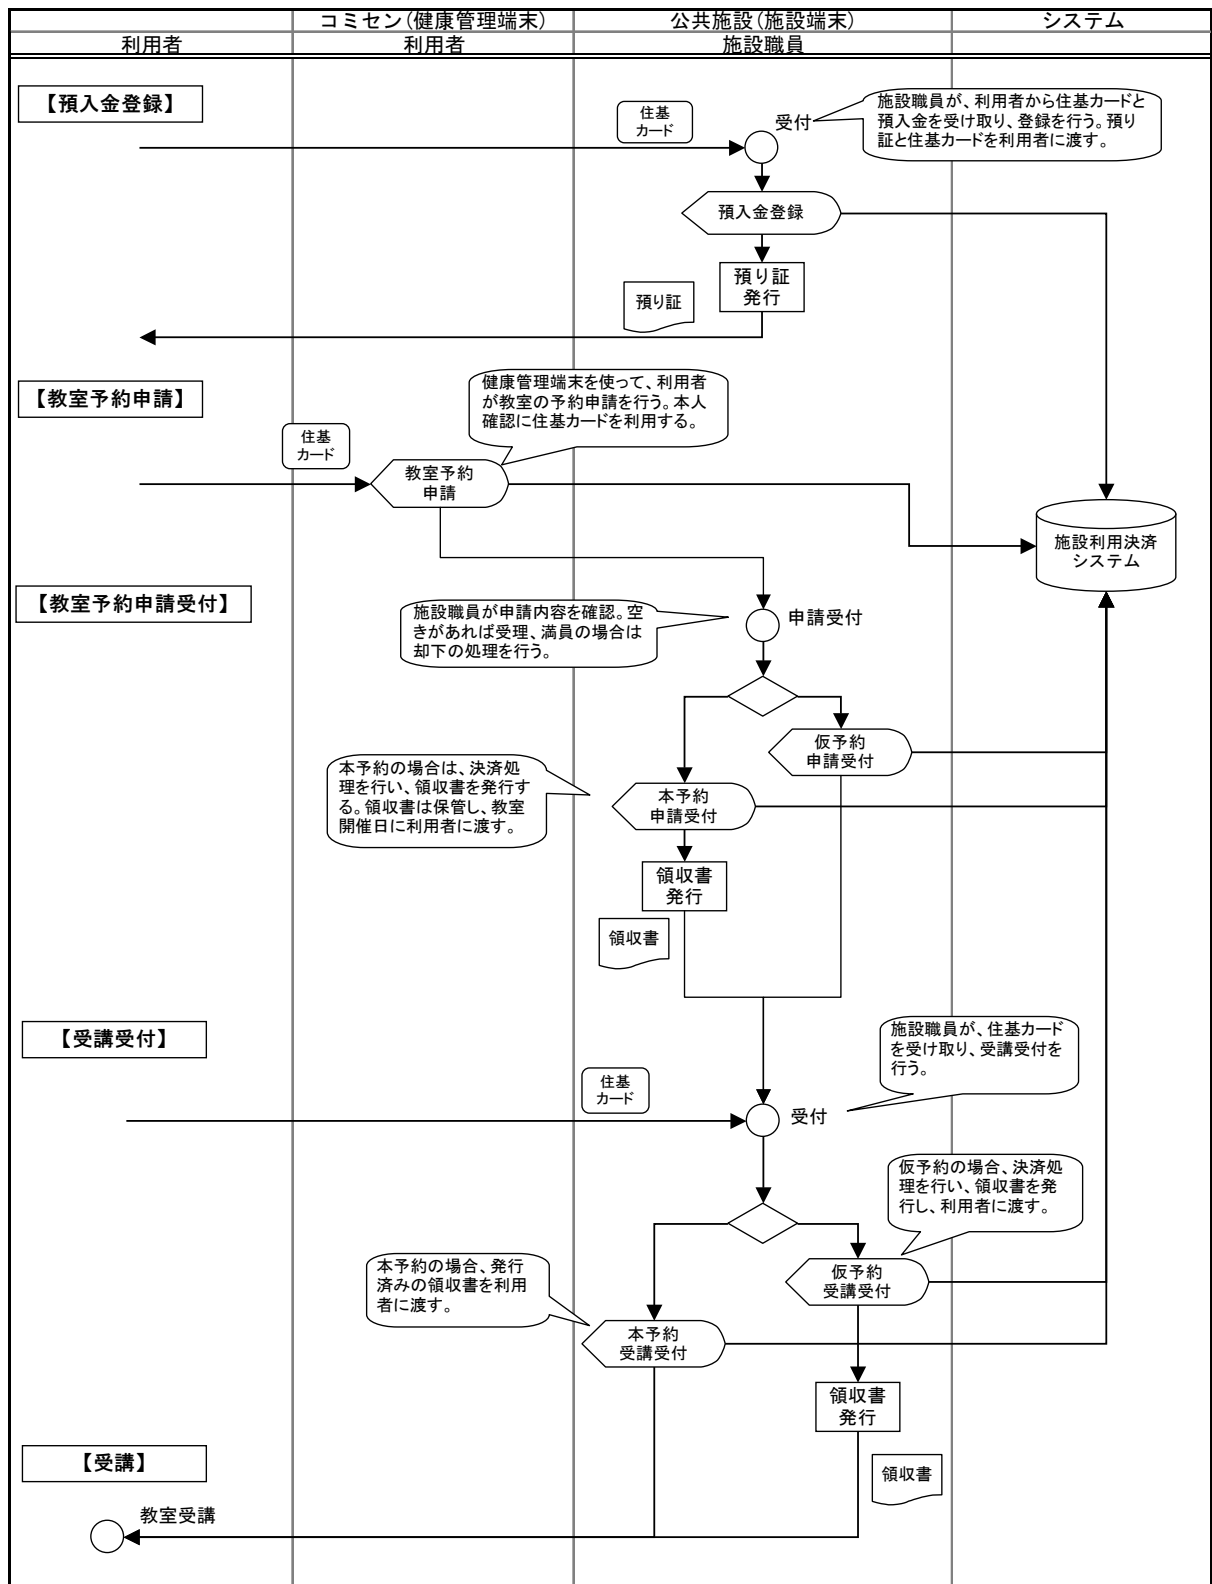 コミセン(健康管理端末)
公共施設(施設端末)
システム
利用者
利用者
施設職員
【預入金登録】
住基
カード
受付
施設職員が、利用者から住基カードと
預入金を受け取り、登録を行う。預り
証と住基カードを利用者に渡す。
預入金登録
預り証
発行
預り証
【教室予約申請】
健康管理端末を使って、利用者
が教室の予約申請を行う。本人
確認に住基カードを利用する。
住基
カード
教室予約
申請
施設利用決済
システム
【教室予約申請受付】
施設職員が申請内容を確認。空
きがあれば受理、満員の場合は
却下の処理を行う。
申請受付
仮予約
申請受付
本予約の場合は、決済処
理を行い、領収書を発行す
る。領収書は保管し、教室
開催日に利用者に渡す。
本予約
申請受付
領収書
発行
領収書
【受講受付】
施設職員が、住基カード
を受け取り、受講受付を
行う。
住基
カード
受付
仮予約の場合、決済処
理を行い、領収書を発
行し、利用者に渡す。
本予約の場合、発行
済みの領収書を利用
者に渡す。
仮予約
受講受付
本予約
受講受付
領収書
発行
【受講】
領収書
教室受講